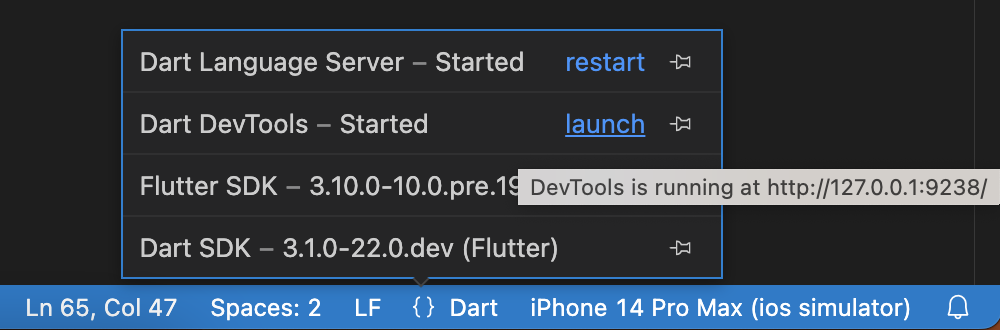 Dart Language Server – Started restart
Dart DevTools – Started launch
Flutter SDK – 3.10.0-10.0.pre.19
DevTools is running at http://127.0.0.1:9238/
Dart SDK – 3.1.0-22.0.dev (Flutter)
Ln 65, Col 47 Spaces: 2 LF {} Dart iPhone 14 Pro Max (ios simulator)